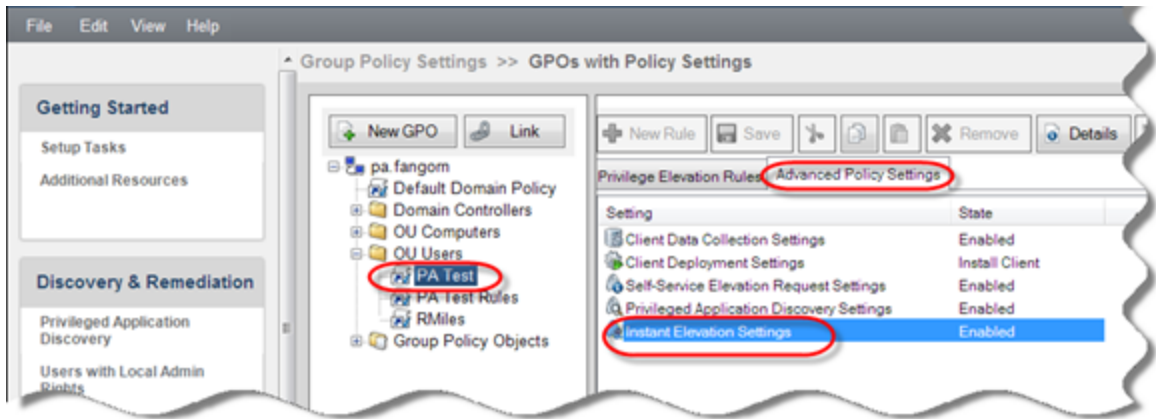 File Edit View Help
Group Policy Settings >> GPOs with Policy Settings
Getting Started
Setup Tasks
Additional Resources
Discovery & Remediation
Privileged Application
Discovery
Users with Local Admin
Rights
New GPO Link
pa.fangom
Default Domain Policy
Domain Controllers
OU Computers
OU Users
PA Test
PA Test Rules
RMiles
Group Policy Objects
New Rule Save Remove Details
Privilege Elevation Rules Advanced Policy Settings
Setting State
Client Data Collection Settings Enabled
Client Deployment Settings Install Client
Self-Service Elevation Request Settings Enabled
Privileged Application Discovery Settings Enabled
Instant Elevation Settings Enabled